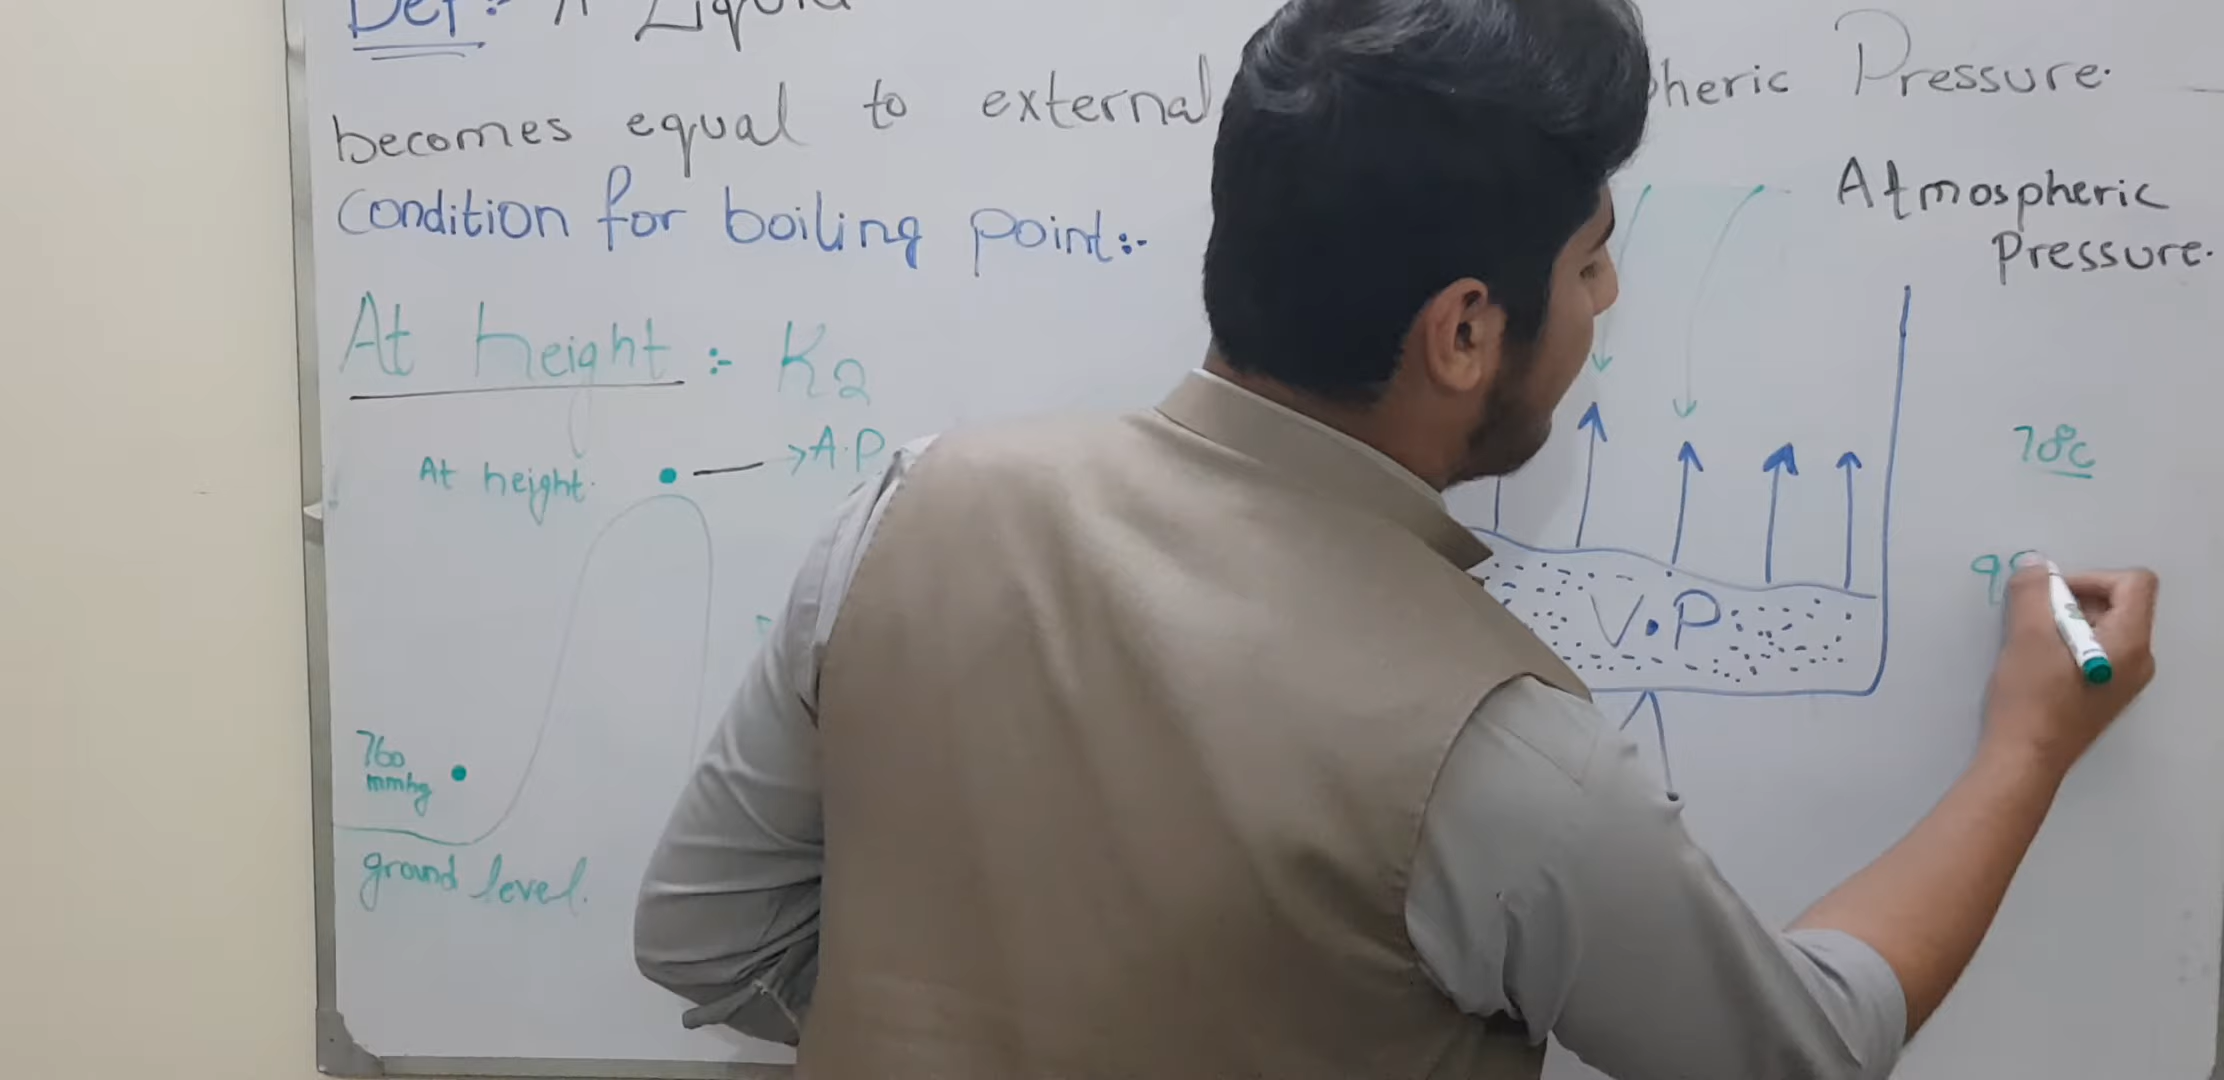 Def:- A Liquid
becomes equal to external pheric Pressure.
Condition for boiling point:-
Atmospheric
Pressure.
At height:- K2
At height. A.P
70°C
V.P
760
mmhg
ground level.